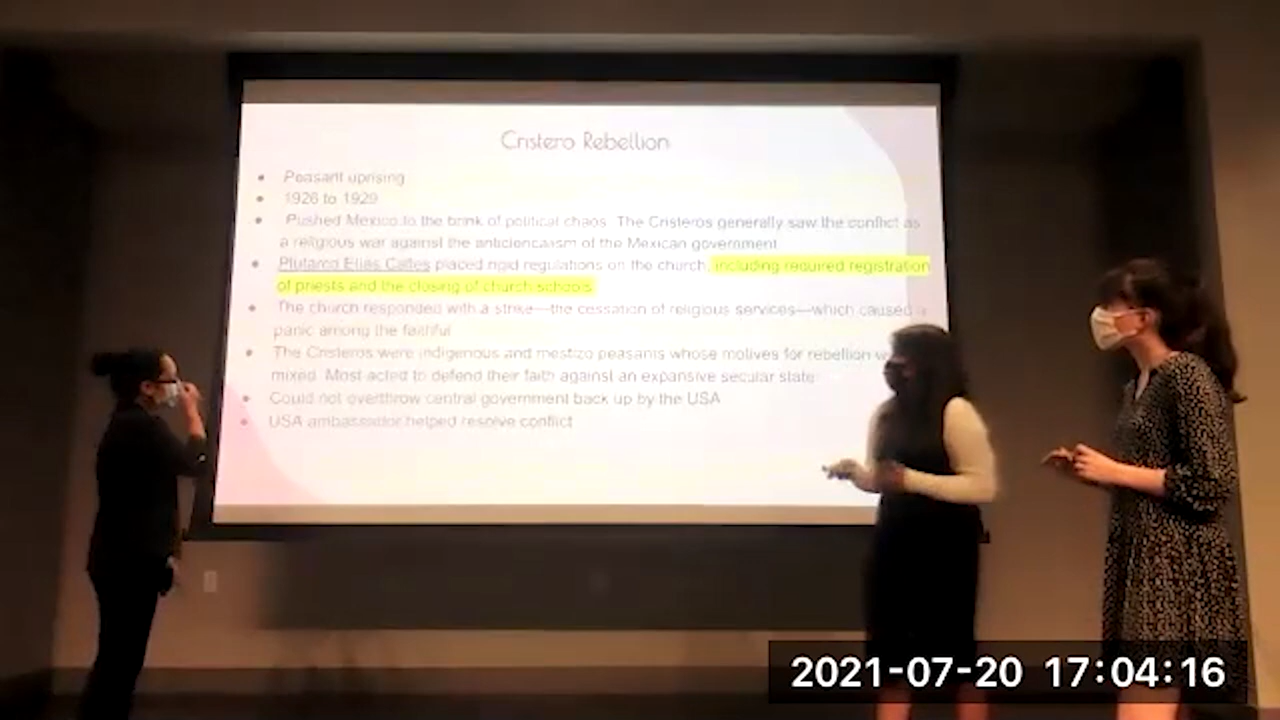 Cristero Rebellion
● Peasant uprising
● 1926 to 1929
● Pushed Mexico to the brink of political chaos. The Cristeros generally saw the conflict as
a religious war against the anticlericalism of the Mexican government
● Plutarco Elías Calles placed rigid regulations on the church, including required registration
of priests and the closing of church schools.
● The church responded with a strike—the cessation of religious services—which caused a
panic among the faithful
● The Cristeros were indigenous and mestizo peasants whose motives for rebellion
mixed. Most acted to defend their faith against an expansive secular state
● Could not overthrow central government back up by the USA
● USA ambassador helped resolve conflict
2021-07-20 17:04:16